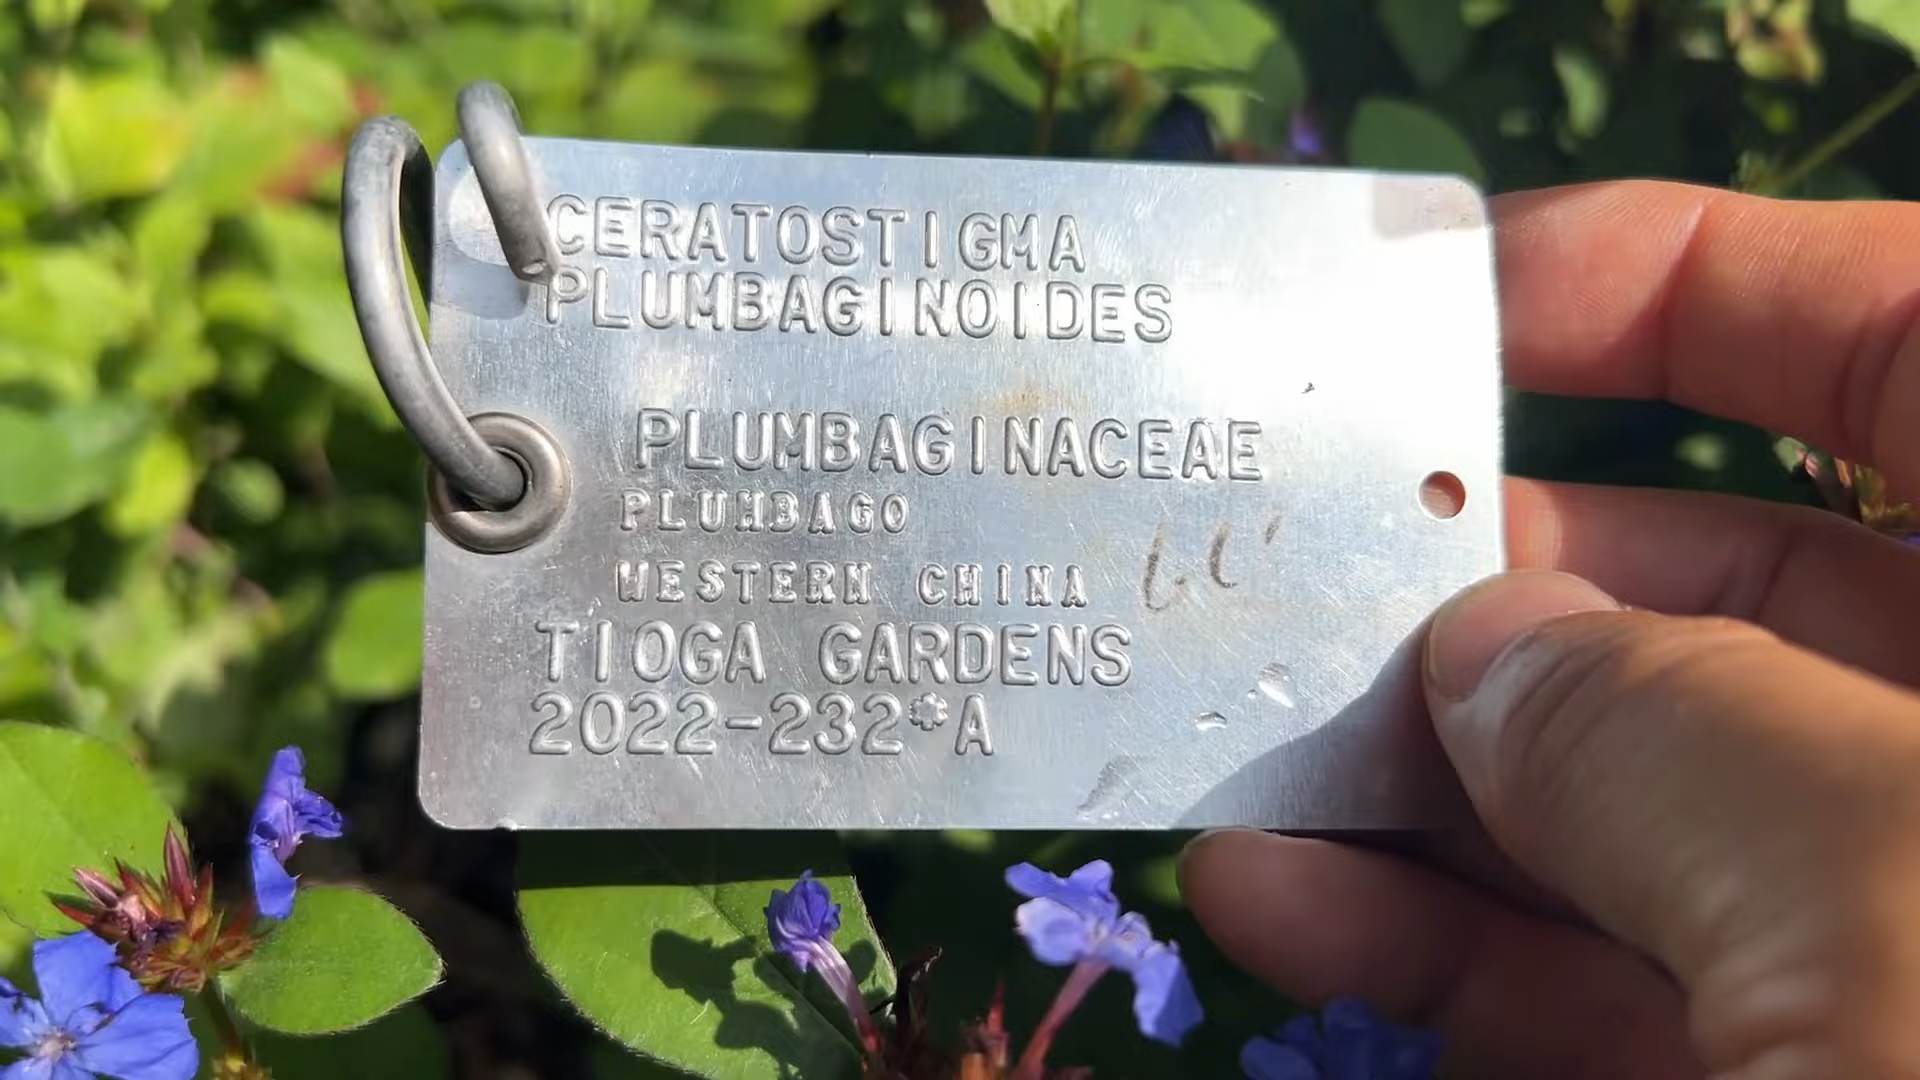 CERATOSTIGMA
PLUMBAGINOIDES
PLUMBAGINACEAE
PLUMBAGO
WESTERN CHINA
TIOGA GARDENS
2022-232*A